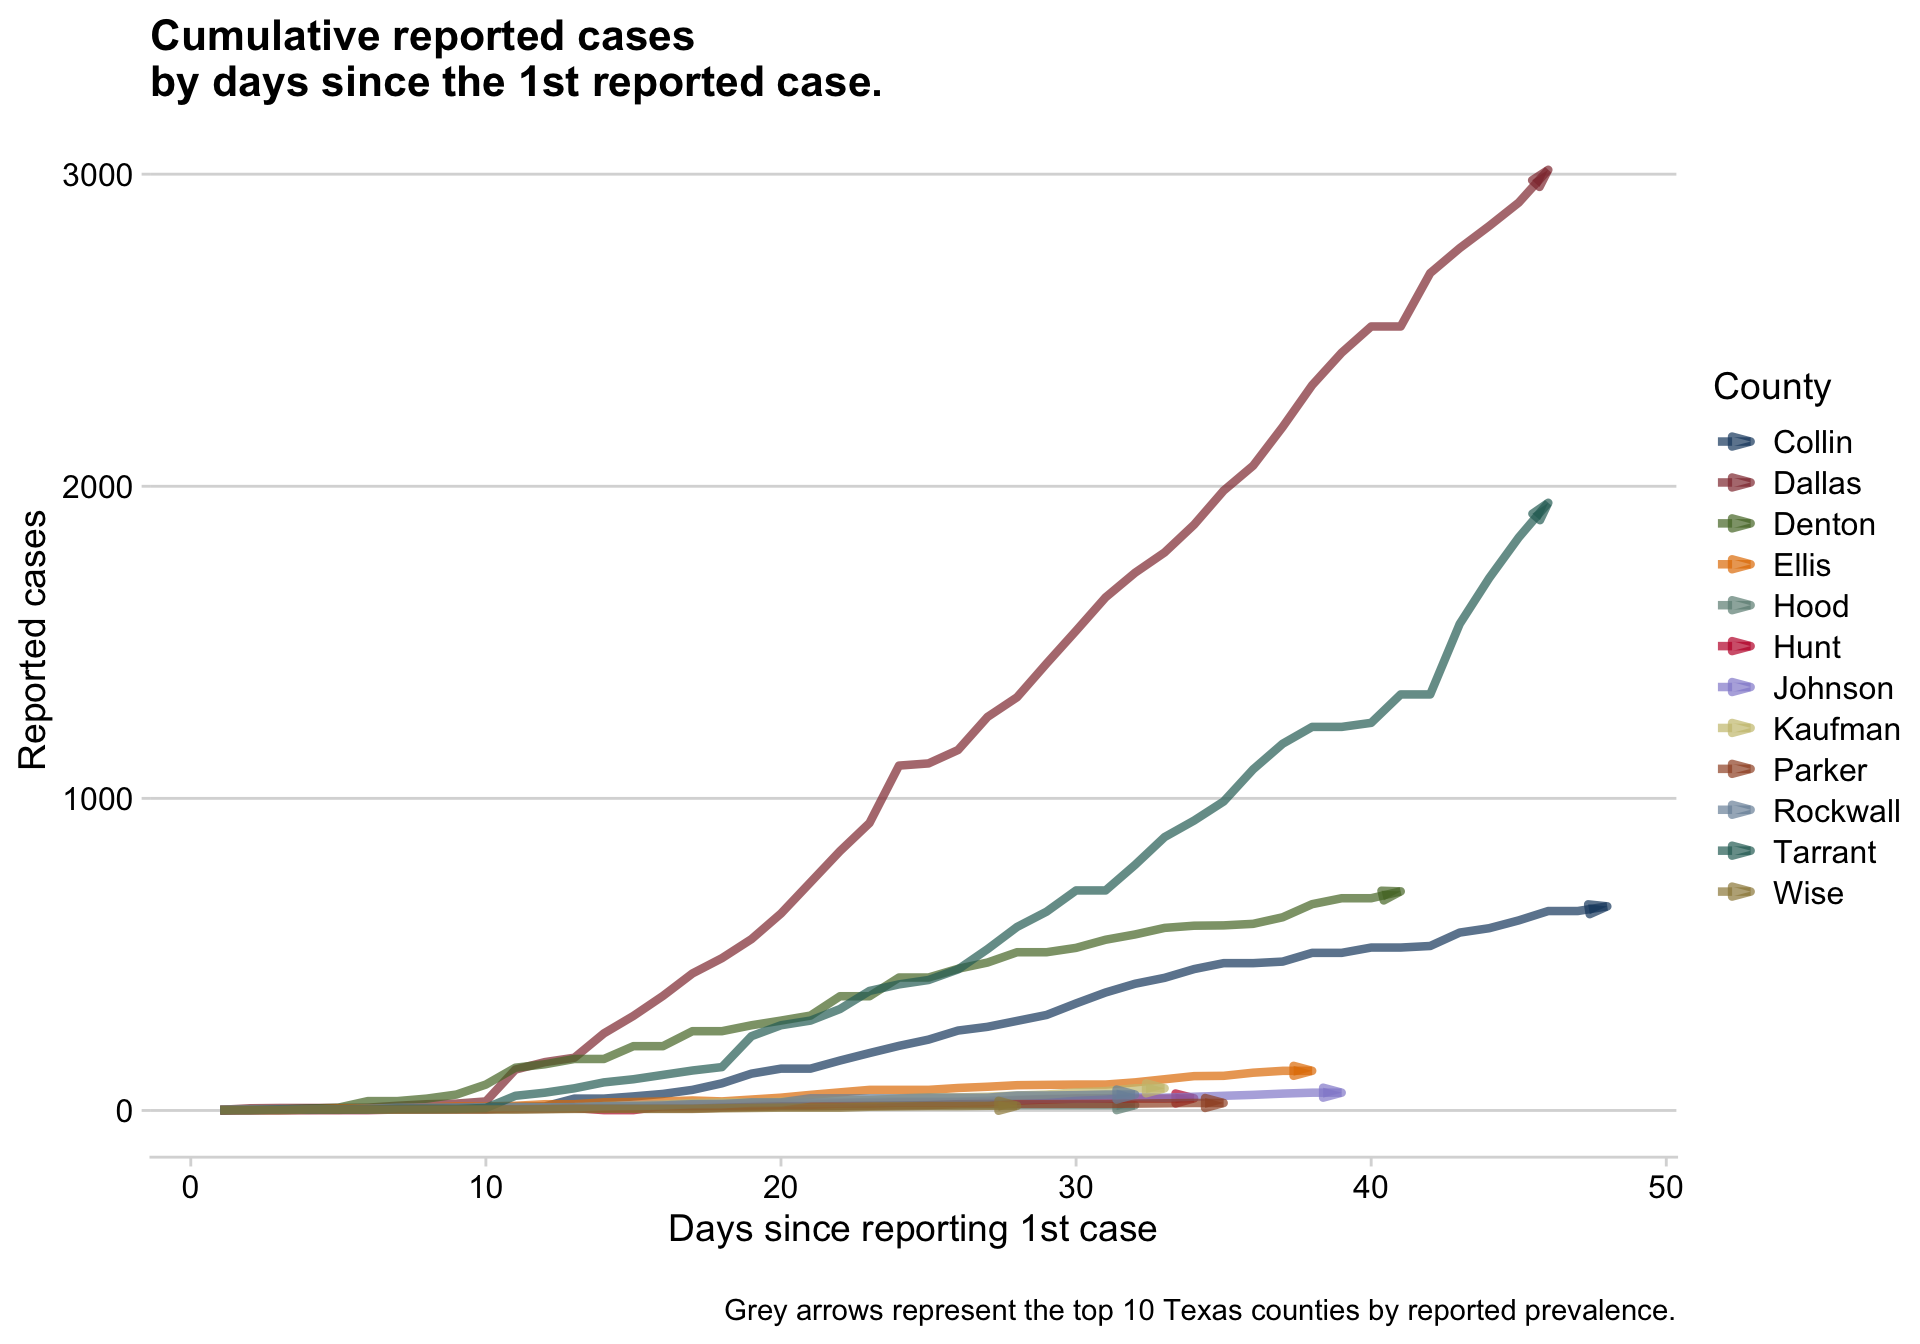 Cumulative reported cases
by days since the 1st reported case.
3000
2000
1000
0
Reported cases
0 10 20 30 40 50
Days since reporting 1st case
County
Collin
Dallas
Denton
Ellis
Hood
Hunt
Johnson
Kaufman
Parker
Rockwall
Tarrant
Wise
Grey arrows represent the top 10 Texas counties by reported prevalence.